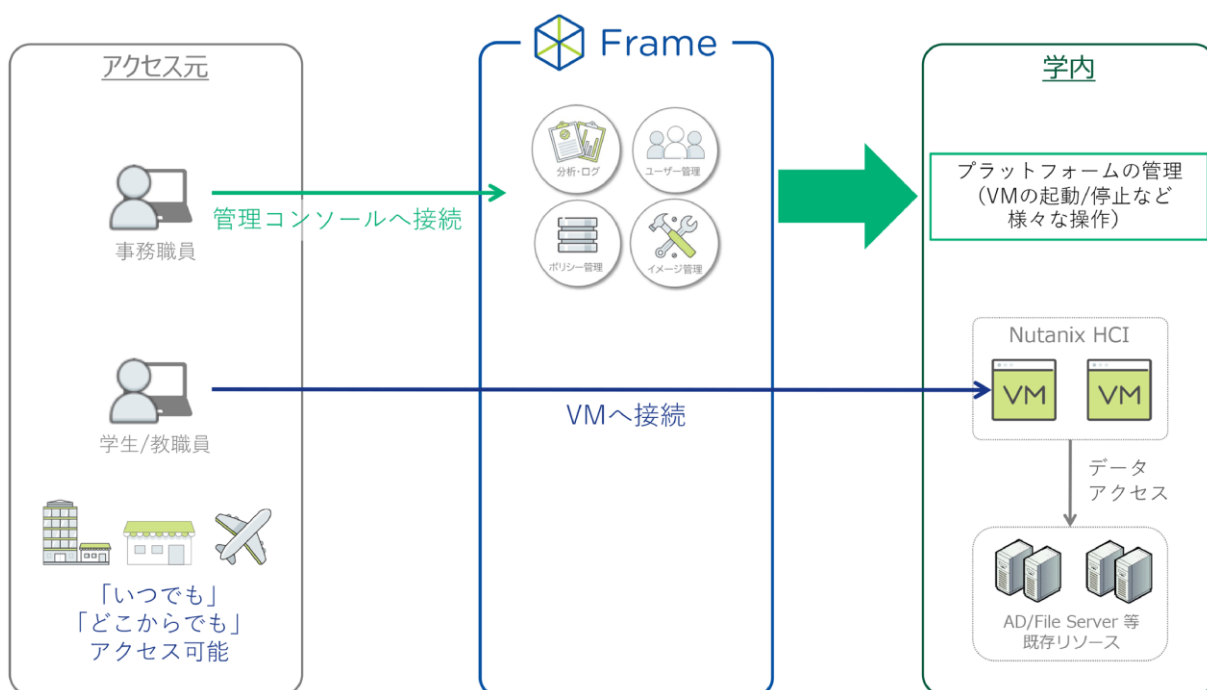 アクセス元
事務職員
管理コンソールへ接続
学生/教職員
「いつでも」
「どこからでも」
アクセス可能
Frame
分析・ログ
ユーザー管理
ポリシー管理
イメージ管理
VMへ接続
学内
プラットフォームの管理
（VMの起動/停止など
様々な操作）
Nutanix HCI
VM
VM
データ
アクセス
AD/File Server 等
既存リソース